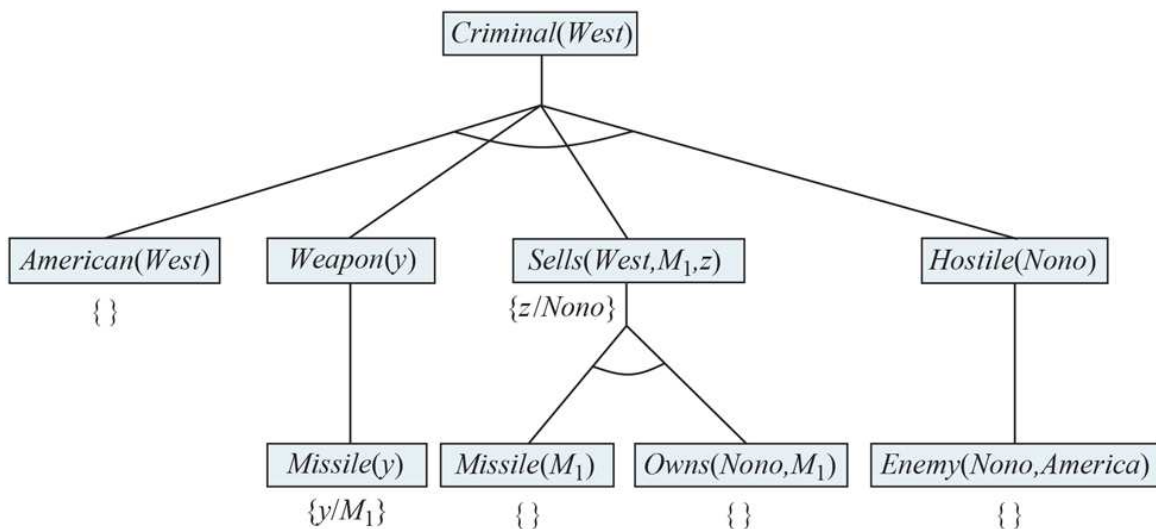 Criminal(West)
American(West) Weapon(y) Sells(West,M₁,z) Hostile(Nono)
{ } {z/Nono}
Missile(y) Missile(M₁) Owns(Nono,M₁) Enemy(Nono,America)
{y/M₁} { } { } { }